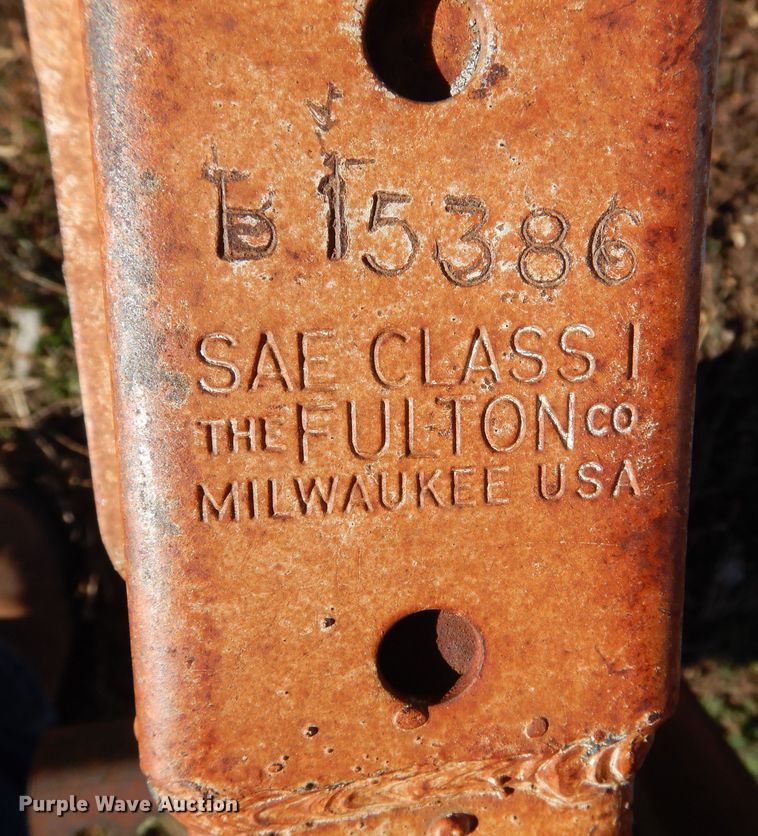 15386
SAE CLASS I
THE FULTON CO
MILWAUKEE USA
Purple Wave Auction